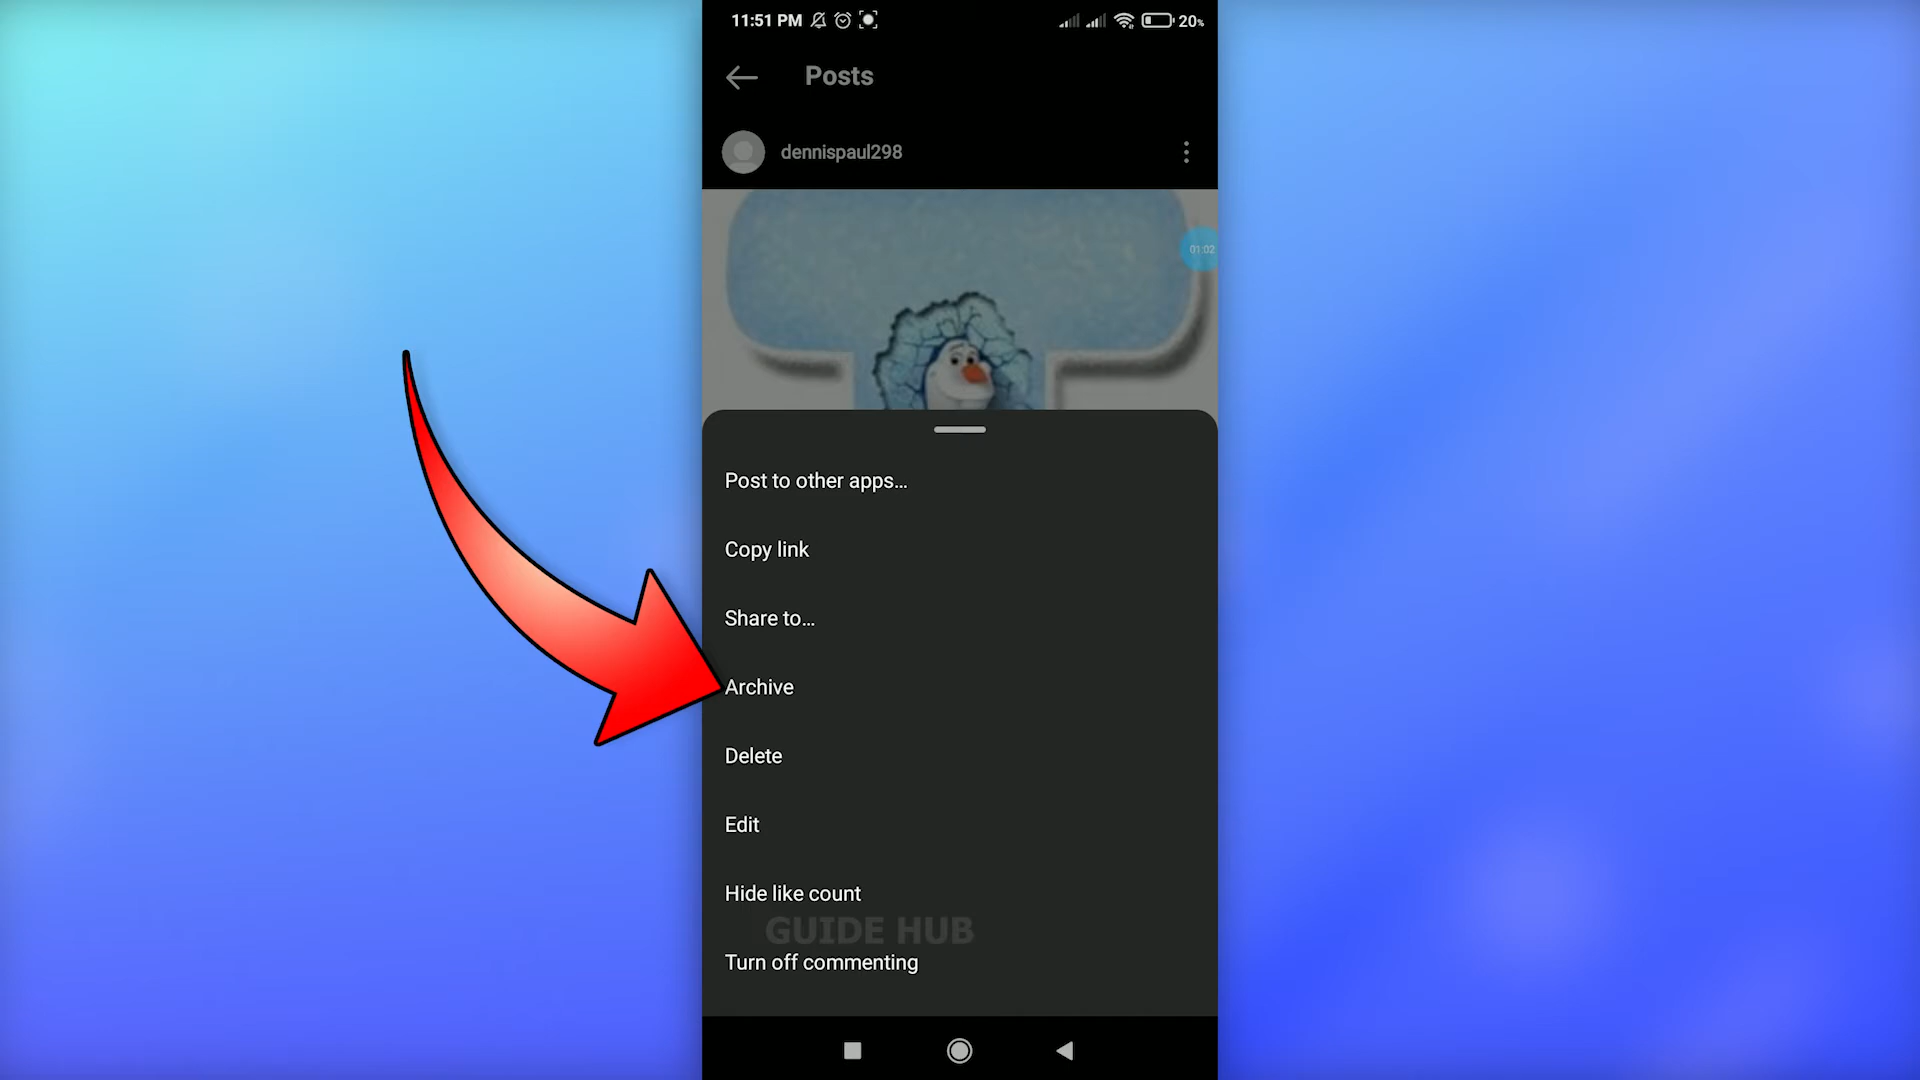 11:51 PM 20%
Posts
dennispaul298
01:02
Post to other apps...
Copy link
Share to...
Archive
Delete
Edit
Hide like count
GUIDE HUB
Turn off commenting